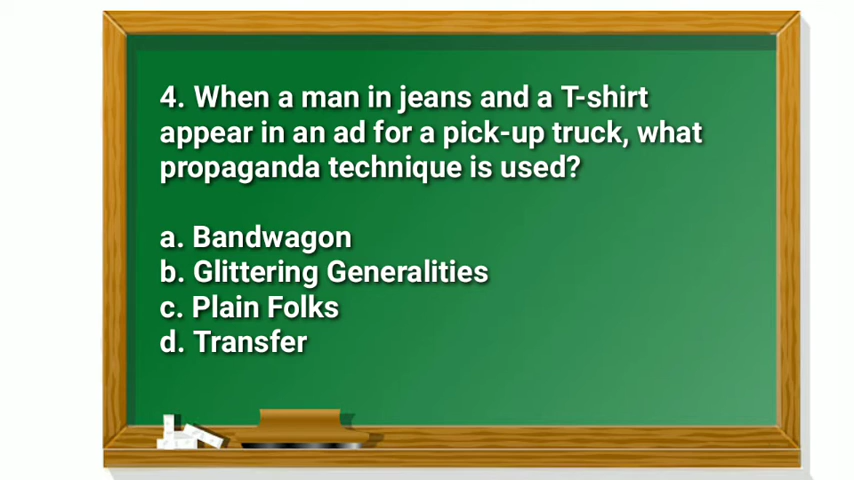 4. When a man in jeans and a T-shirt
appear in an ad for a pick-up truck, what
propaganda technique is used?
a. Bandwagon
b. Glittering Generalities
c. Plain Folks
d. Transfer